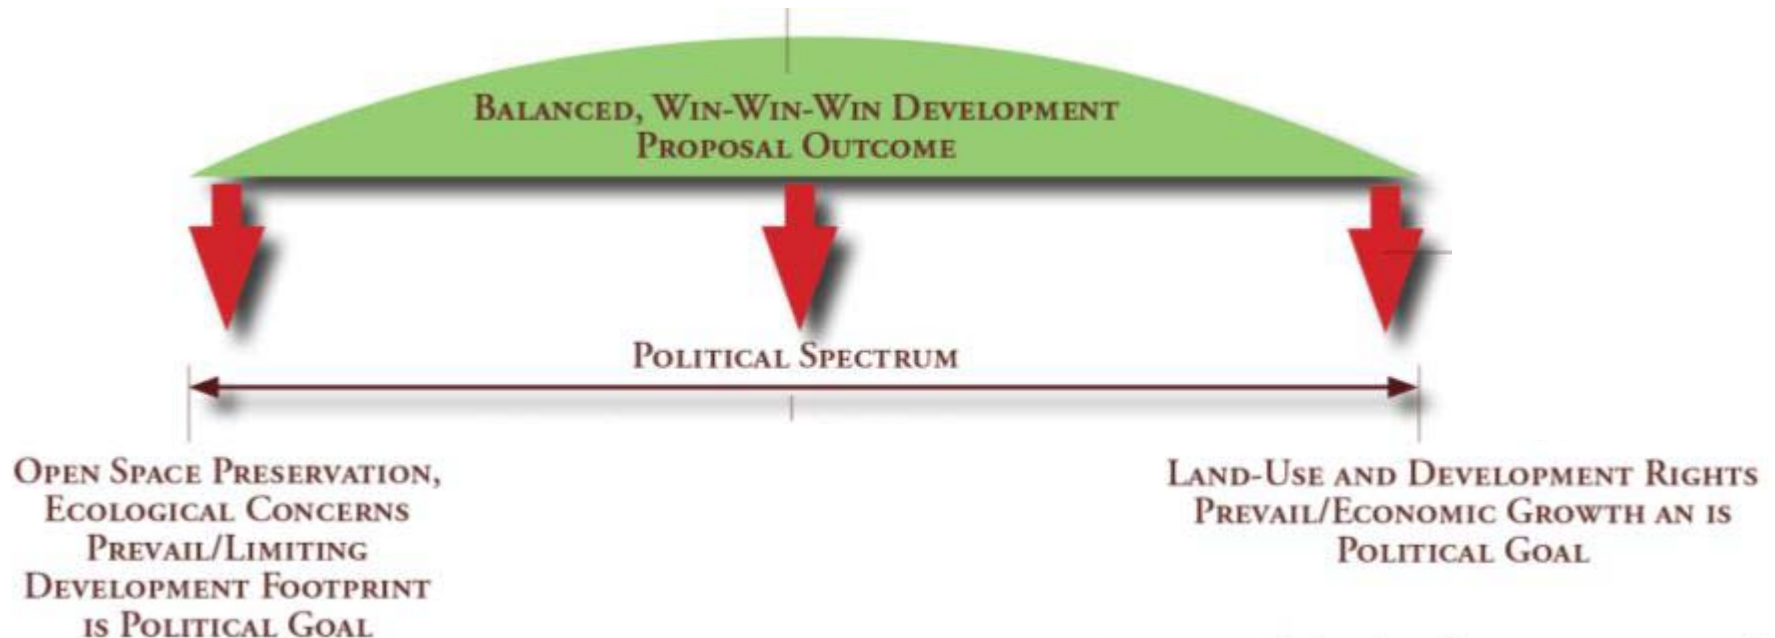 Balanced, Win-Win-Win Development
Proposal Outcome
Political Spectrum
Open Space Preservation,
Ecological Concerns
Prevail/Limiting
Development Footprint
is Political Goal
Land-Use and Development Rights
Prevail/Economic Growth an is
Political Goal